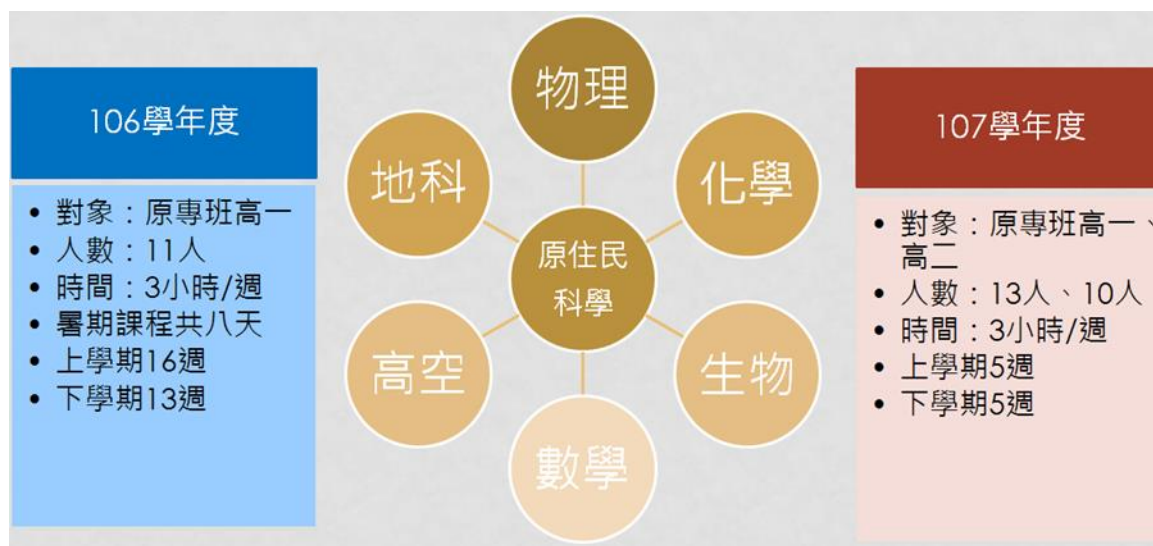 106學年度
• 對象：原專班高一
• 人數：11人
• 時間：3小時/週
• 暑期課程共八天
• 上學期16週
• 下學期13週
物理
地科
化學
原住民
科學
高空
生物
數學
107學年度
• 對象：原專班高一、
高二
• 人數：13人、10人
• 時間：3小時/週
• 上學期5週
• 下學期5週